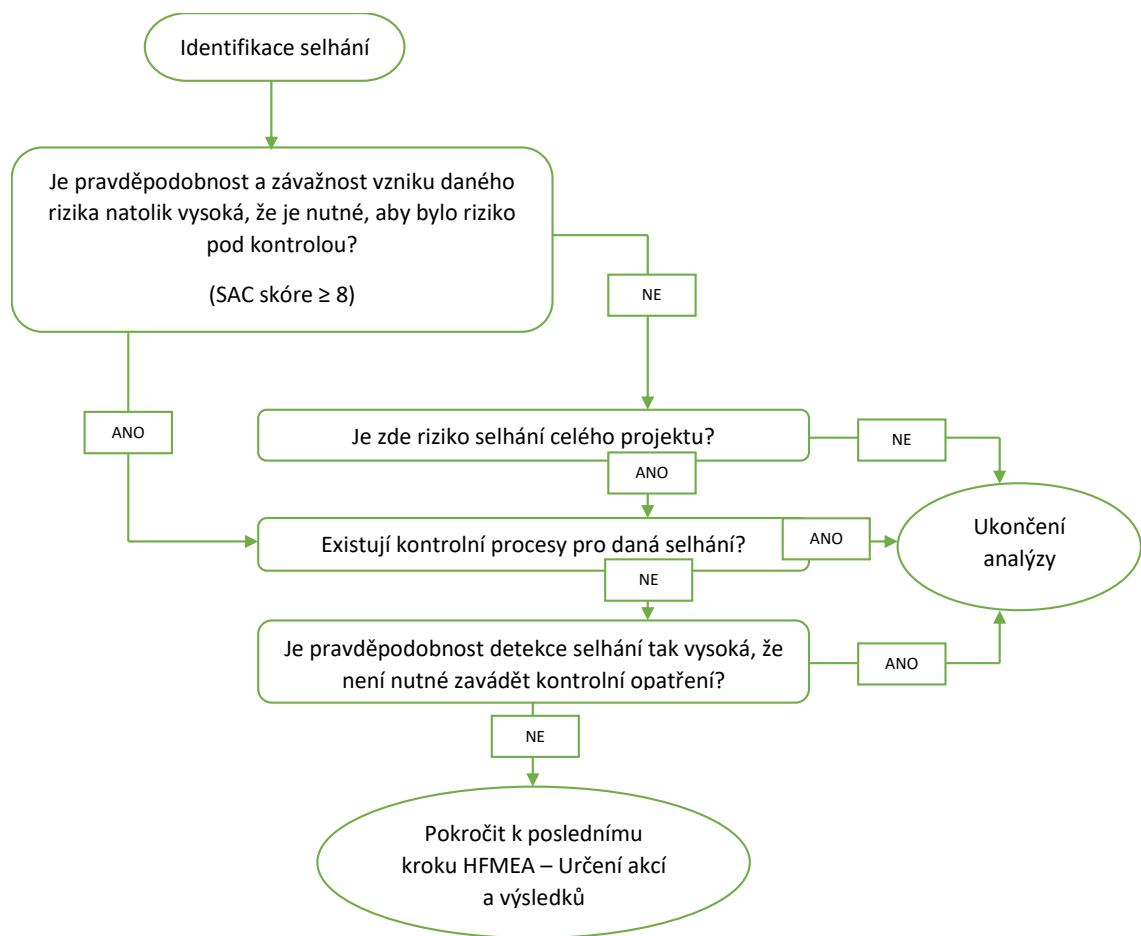 Identifikace selhání
Je pravděpodobnost a závažnost vzniku daného
rizika natolik vysoká, že je nutné, aby bylo riziko
pod kontrolou?
(SAC skóre ≥ 8)
NE
ANO
Je zde riziko selhání celého projektu?
NE
ANO
Existují kontrolní procesy pro daná selhání?
ANO
Ukončení
analýzy
NE
Je pravděpodobnost detekce selhání tak vysoká, že
není nutné zavádět kontrolní opatření?
ANO
NE
Pokročit k poslednímu
kroku HFMEA – Určení akcí
a výsledků